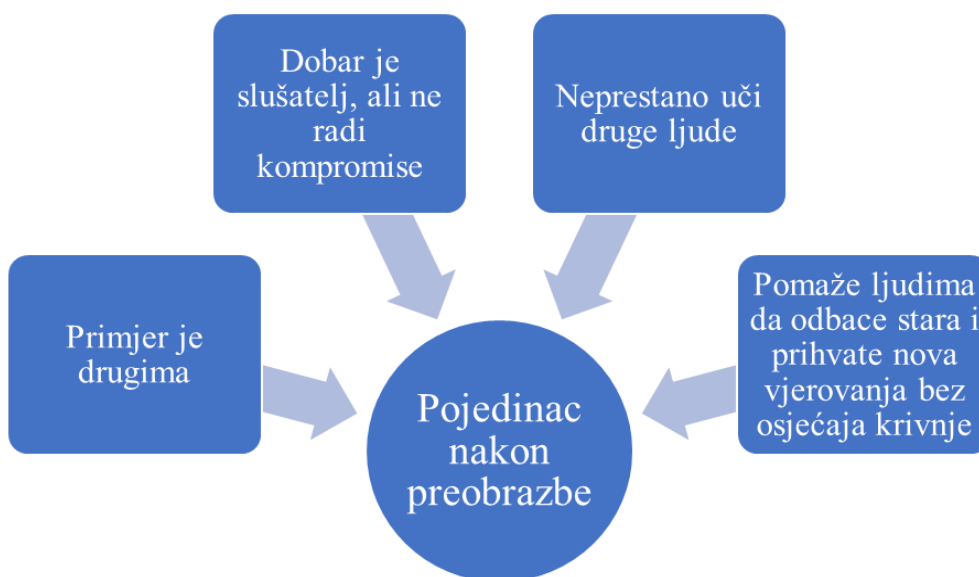 Dobar je
slušatelj, ali ne
radi
kompromise
Neprestano uči
druge ljude
Primjer je
drugima
Pomaže ljudima
da odbace stara i
prihvate nova
vjerovanja bez
osjećaja krivnje
Pojedinac
nakon
preobrazbe